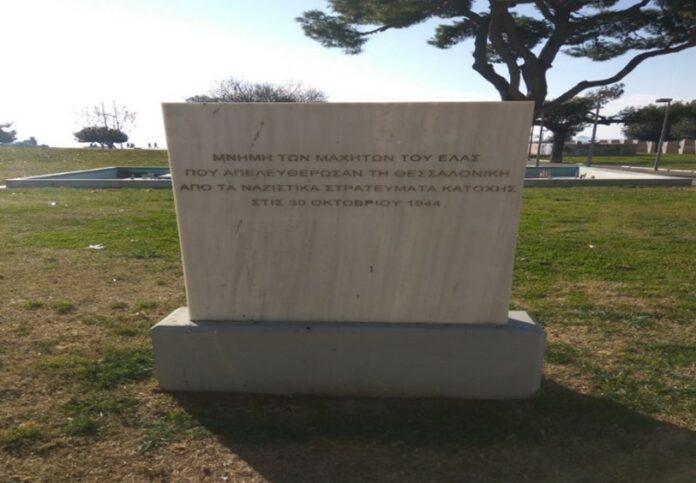 ΜΝΗΜΗ ΤΩΝ ΜΑΧΗΤΩΝ ΤΟΥ ΕΛΑΣ
ΠΟΥ ΑΠΕΛΕΥΘΕΡΩΣΑΝ ΤΗ ΘΕΣΣΑΛΟΝΙΚΗ
ΑΠΟ ΤΑ ΝΑΖΙΣΤΙΚΑ ΣΤΡΑΤΕΥΜΑΤΑ ΚΑΤΟΧΗΣ
ΣΤΙΣ 30 ΟΚΤΩΒΡΙΟΥ 1944